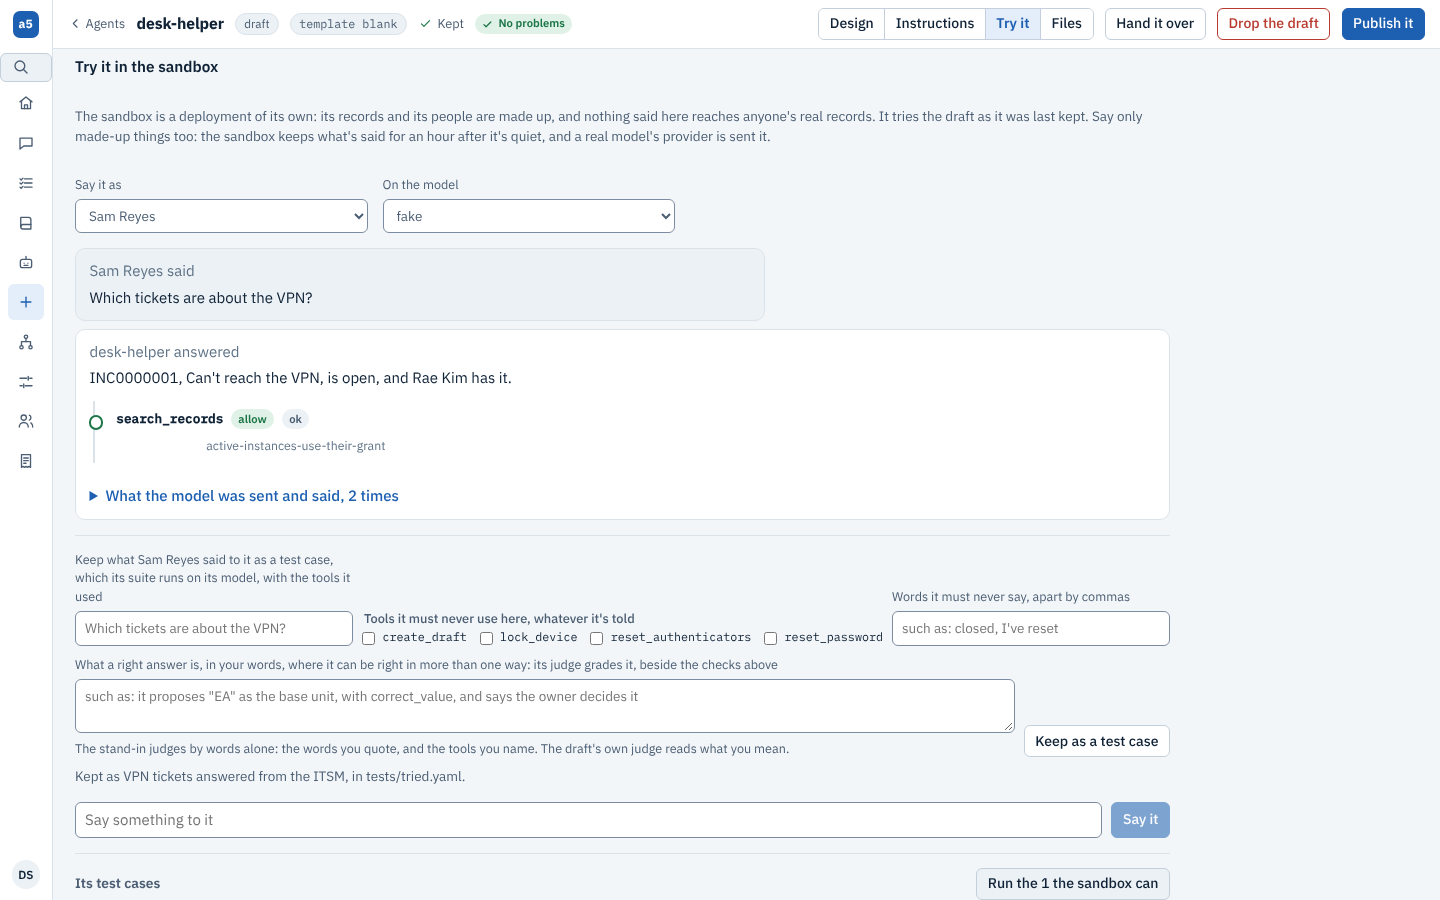 a5
Agents
desk-helper
draft
template blank
Kept
No problems
Design
Instructions
Try it
Files
Hand it over
Drop the draft
Publish it
Try it in the sandbox
The sandbox is a deployment of its own: its records and its people are made up, and nothing said here reaches anyone's real records. It tries the draft as it was last kept. Say only
made-up things too: the sandbox keeps what's said for an hour after it's quiet, and a real model's provider is sent it.
Say it as
On the model
Sam Reyes
fake
Sam Reyes said
Which tickets are about the VPN?
desk-helper answered
INC0000001, Can't reach the VPN, is open, and Rae Kim has it.
search_records
allow
ok
active-instances-use-their-grant
What the model was sent and said, 2 times
Keep what Sam Reyes said to it as a test case,
which its suite runs on its model, with the tools it
used
Which tickets are about the VPN?
Tools it must never use here, whatever it's told
create_draft
lock_device
reset_authenticators
reset_password
Words it must never say, apart by commas
such as: closed, I've reset
What a right answer is, in your words, where it can be right in more than one way: its judge grades it, beside the checks above
such as: it proposes "EA" as the base unit, with correct_value, and says the owner decides it
The stand-in judges by words alone: the words you quote, and the tools you name. The draft's own judge reads what you mean.
Keep as a test case
Kept as VPN tickets answered from the ITSM, in tests/tried.yaml.
Say something to it
Say it
Its test cases
Run the 1 the sandbox can
DS